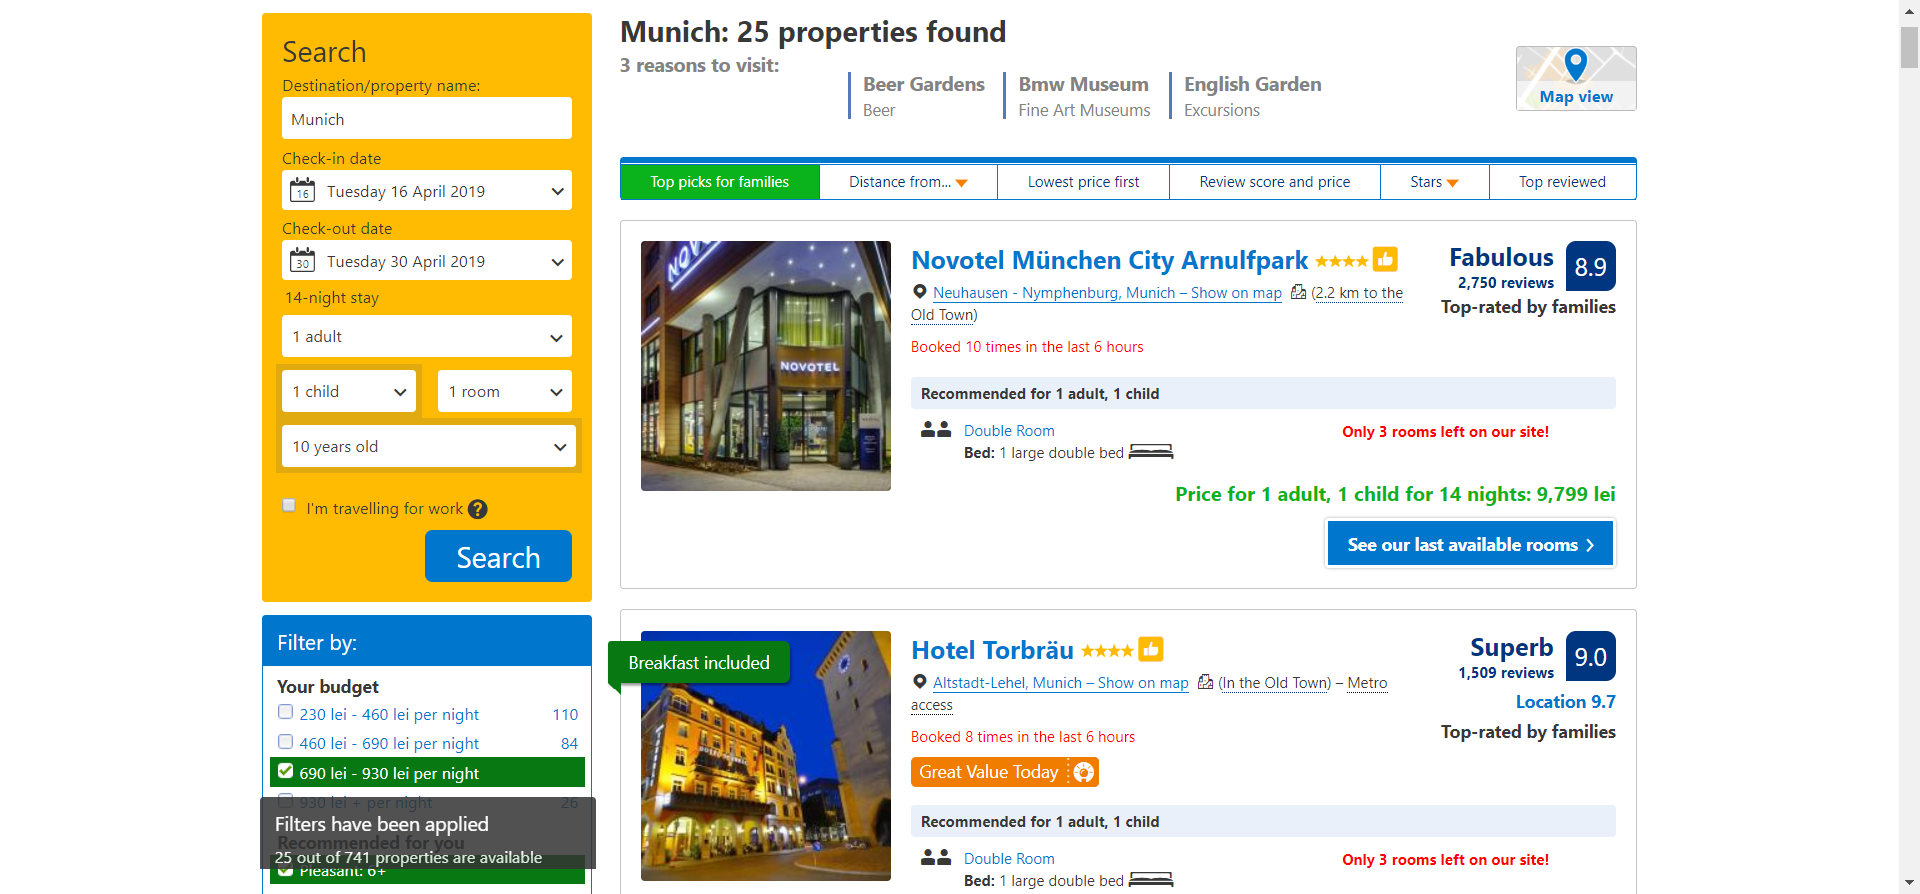 Search
Destination/property name:
Munich
Check-in date
16
Tuesday 16 April 2019
Check-out date
30
Tuesday 30 April 2019
14-night stay
1 adult
1 child
1 room
10 years old
I'm travelling for work ?
Search
Filter by:
Your budget
230 lei - 460 lei per night 110
460 lei - 690 lei per night 84
690 lei - 930 lei per night
930 lei + per night 26
Filters have been applied
Recommended for you
25 out of 741 properties are available
Pleasant: 6+
Munich: 25 properties found
3 reasons to visit:
Beer Gardens
Beer
Bmw Museum
Fine Art Museums
English Garden
Excursions
Map view
Top picks for families
Distance from...
Lowest price first
Review score and price
Stars
Top reviewed
NOVOTEL
Novotel München City Arnulfpark
Neuhausen - Nymphenburg, Munich – Show on map (2.2 km to the
Old Town)
Booked 10 times in the last 6 hours
Fabulous
2,750 reviews
8.9
Top-rated by families
Recommended for 1 adult, 1 child
Double Room
Bed: 1 large double bed
Only 3 rooms left on our site!
Price for 1 adult, 1 child for 14 nights: 9,799 lei
See our last available rooms
Breakfast included
Hotel Torbräu
Altstadt-Lehel, Munich – Show on map (In the Old Town) – Metro
access
Booked 8 times in the last 6 hours
Great Value Today
Superb
1,509 reviews
9.0
Location 9.7
Top-rated by families
Recommended for 1 adult, 1 child
Double Room
Bed: 1 large double bed
Only 3 rooms left on our site!